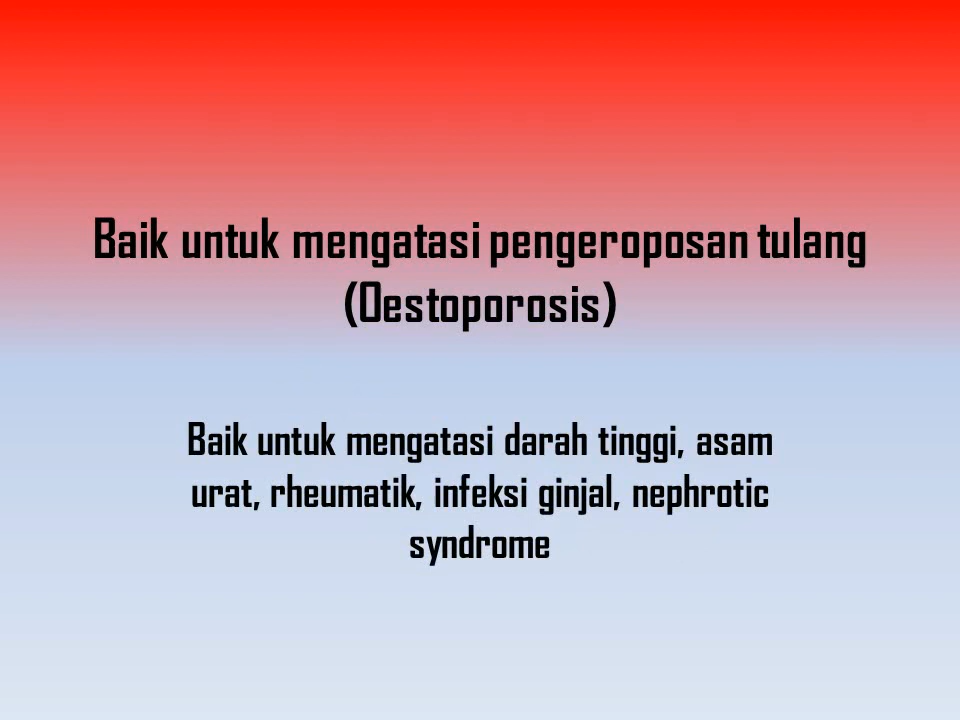 Baik untuk mengatasi pengeroposan tulang
(Oestoporosis)
Baik untuk mengatasi darah tinggi, asam
urat, rheumatik, infeksi ginjal, nephrotic
syndrome